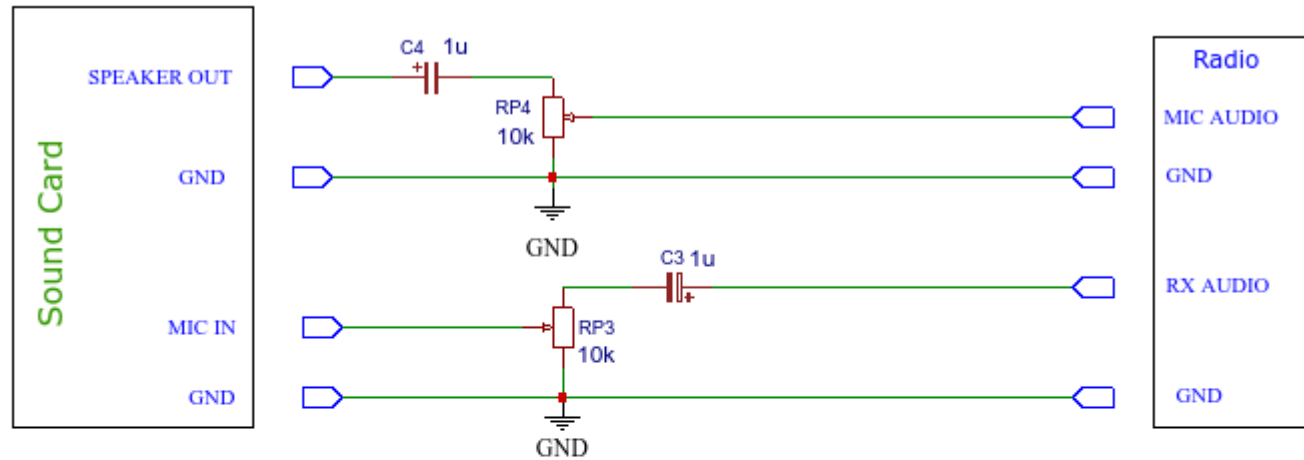 Sound Card
SPEAKER OUT
GND
MIC IN
GND
C4 1u
+
RP4
10k
GND
C3 1u
+
RP3
10k
GND
Radio
MIC AUDIO
GND
RX AUDIO
GND